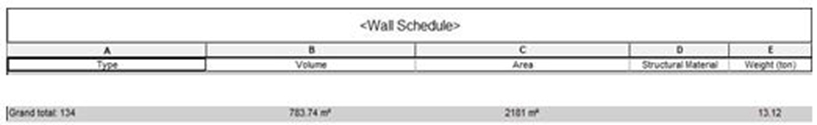 <Wall Schedule>
A B C D E
Type Volume Area Structural Material Weight (ton)
Grand total: 134 783.74 m³ 2181 m² 13.12